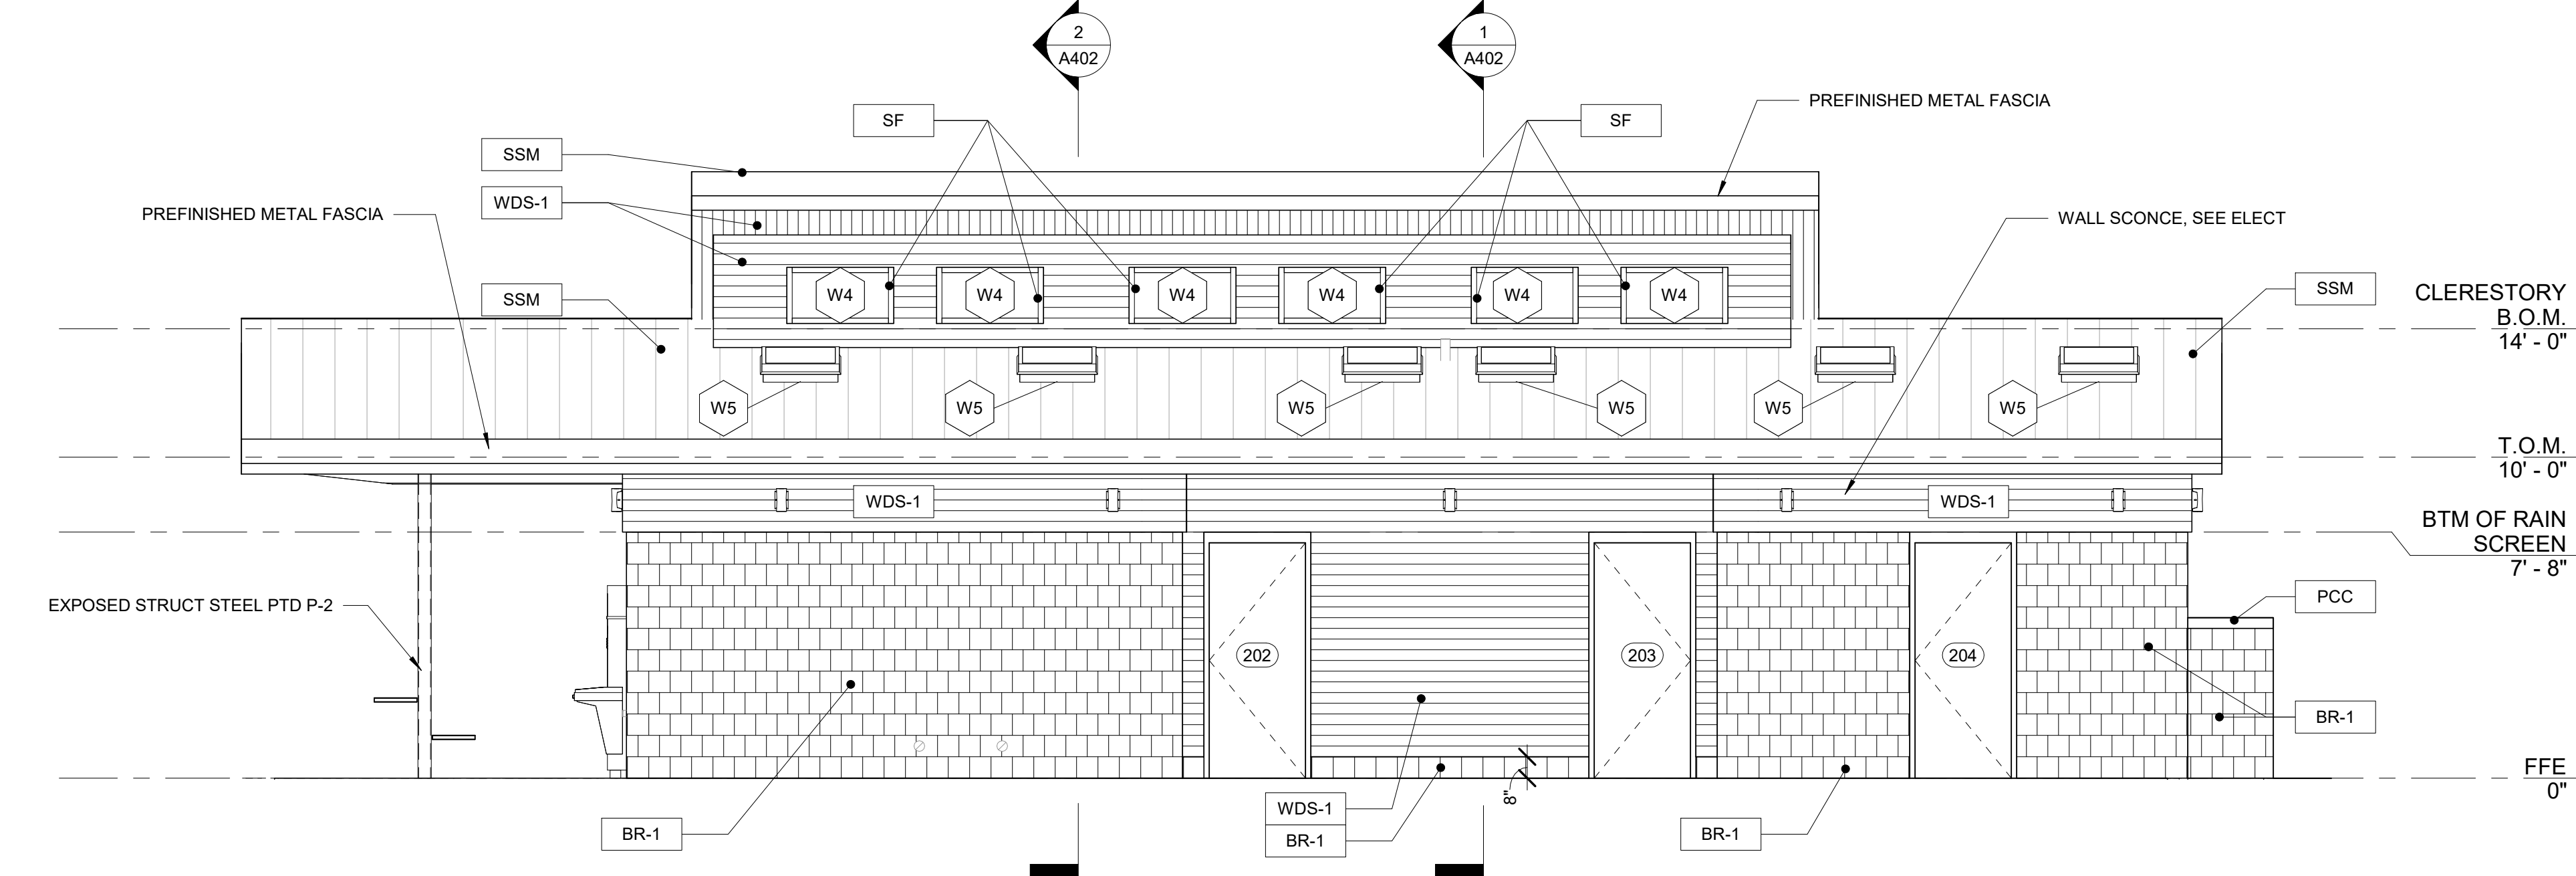 2
A402
1
A402
PREFINISHED METAL FASCIA
SF
SF
SSM
WDS-1
PREFINISHED METAL FASCIA
WALL SCONCE, SEE ELECT
SSM
SSM
W4
W4
W4
W4
W4
W4
CLERESTORY
B.O.M.
14' - 0"
W5
W5
W5
W5
W5
W5
T.O.M.
10' - 0"
WDS-1
WDS-1
BTM OF RAIN
SCREEN
7' - 8"
EXPOSED STRUCT STEEL PTD P-2
PCC
202
203
204
BR-1
FFE
0"
8"
WDS-1
BR-1
BR-1
BR-1